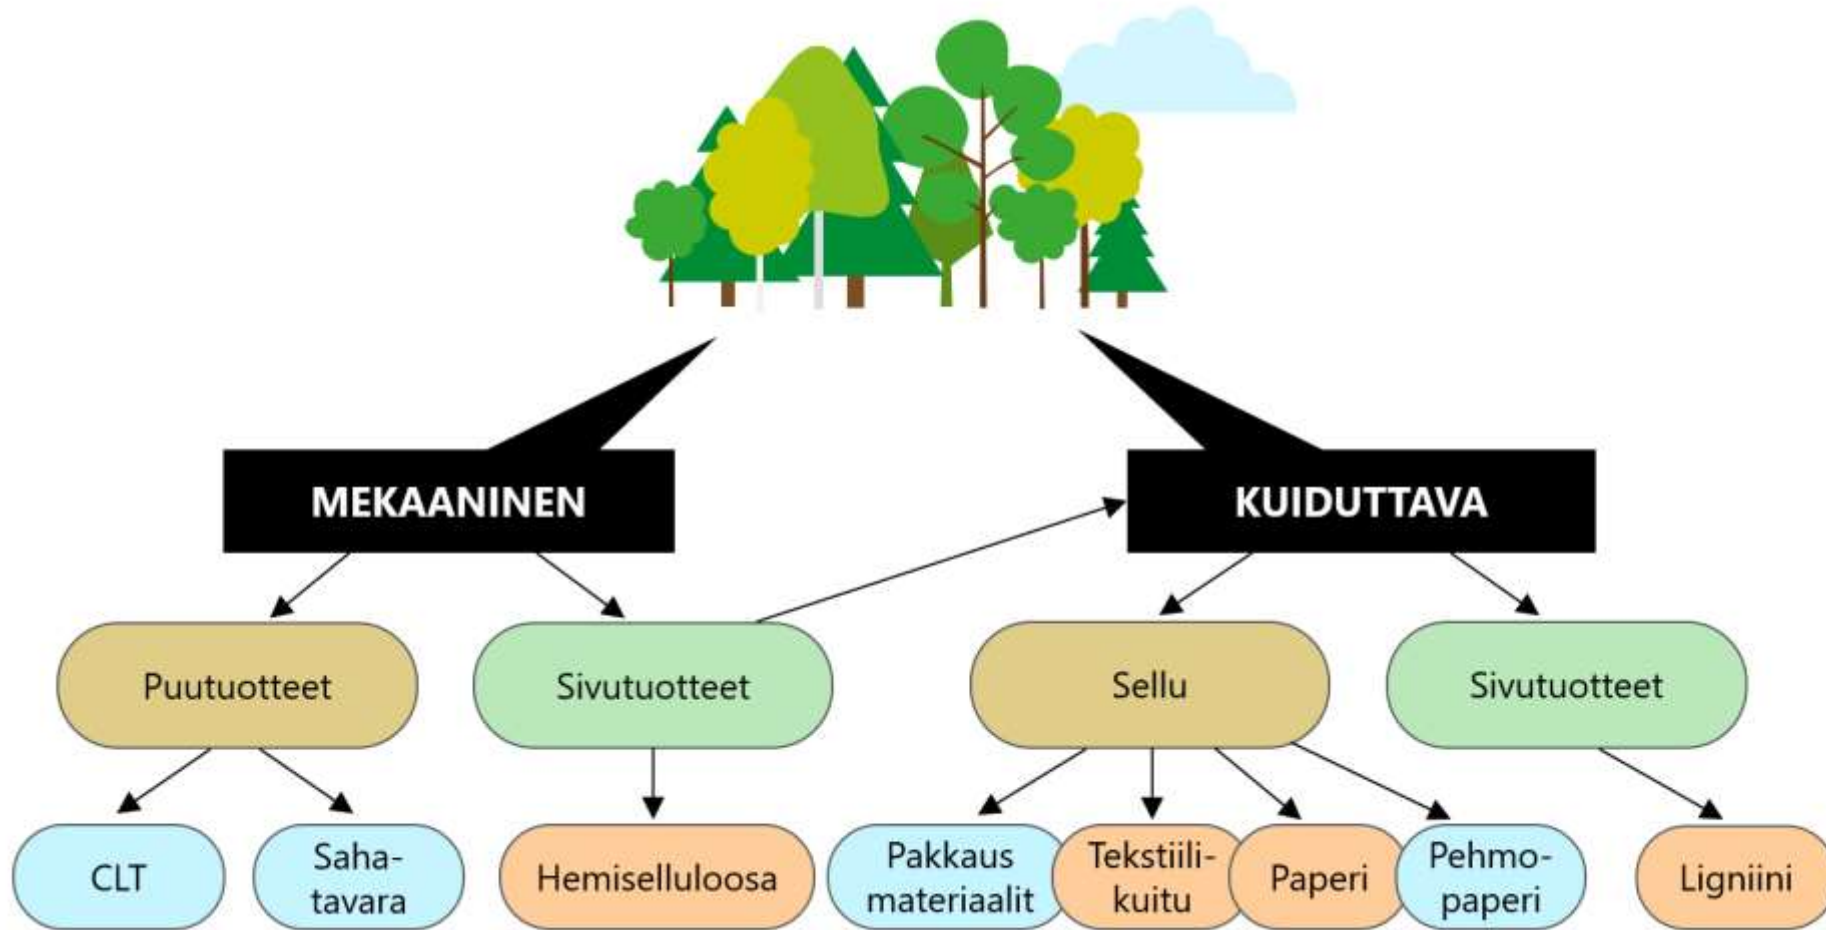 MEKAANINEN
KUIDUTTAVA
Puutuotteet
Sivutuotteet
Sellu
Sivutuotteet
CLT
Saha-
tavara
Hemiselluloosa
Pakkaus
materiaalit
Tekstiili-
kuitu
Paperi
Pehmo-
paperi
Ligniini